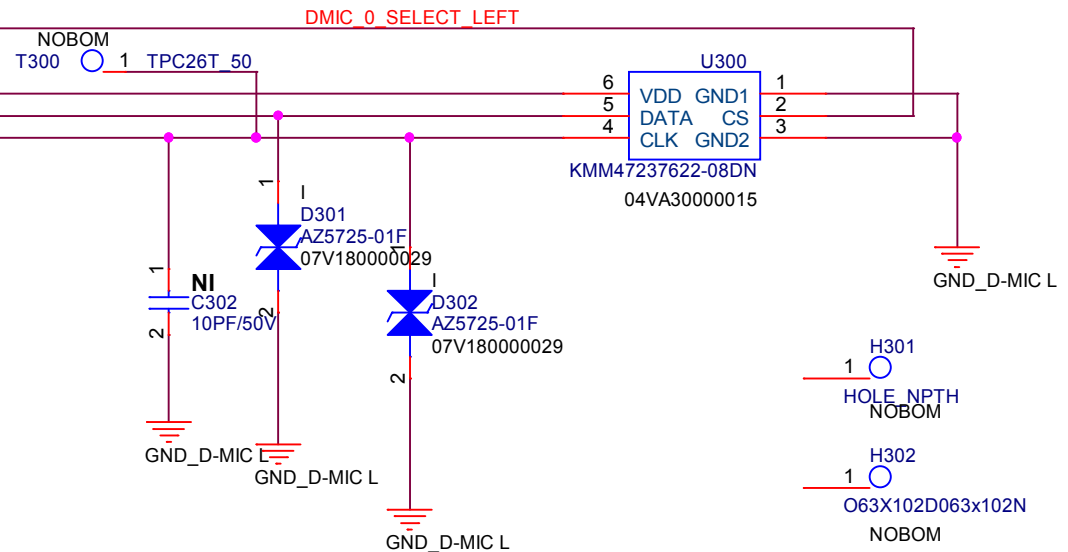 DMIC_0_SELECT_LEFT
NOBOM
T300
1
TPC26T_50
U300
6
5
4
VDD GND1
DATA CS
CLK GND2
1
2
3
KMM47237622-08DN
04VA30000015
1
I
D301
AZ5725-01F
07V180000029
2
1
I
D302
AZ5725-01F
07V180000029
2
1
NI
C302
10PF/50V
2
GND_D-MIC L
GND_D-MIC L
GND_D-MIC L
GND_D-MIC L
H301
1
HOLE_NPTH
NOBOM
H302
1
O63X102D063x102N
NOBOM